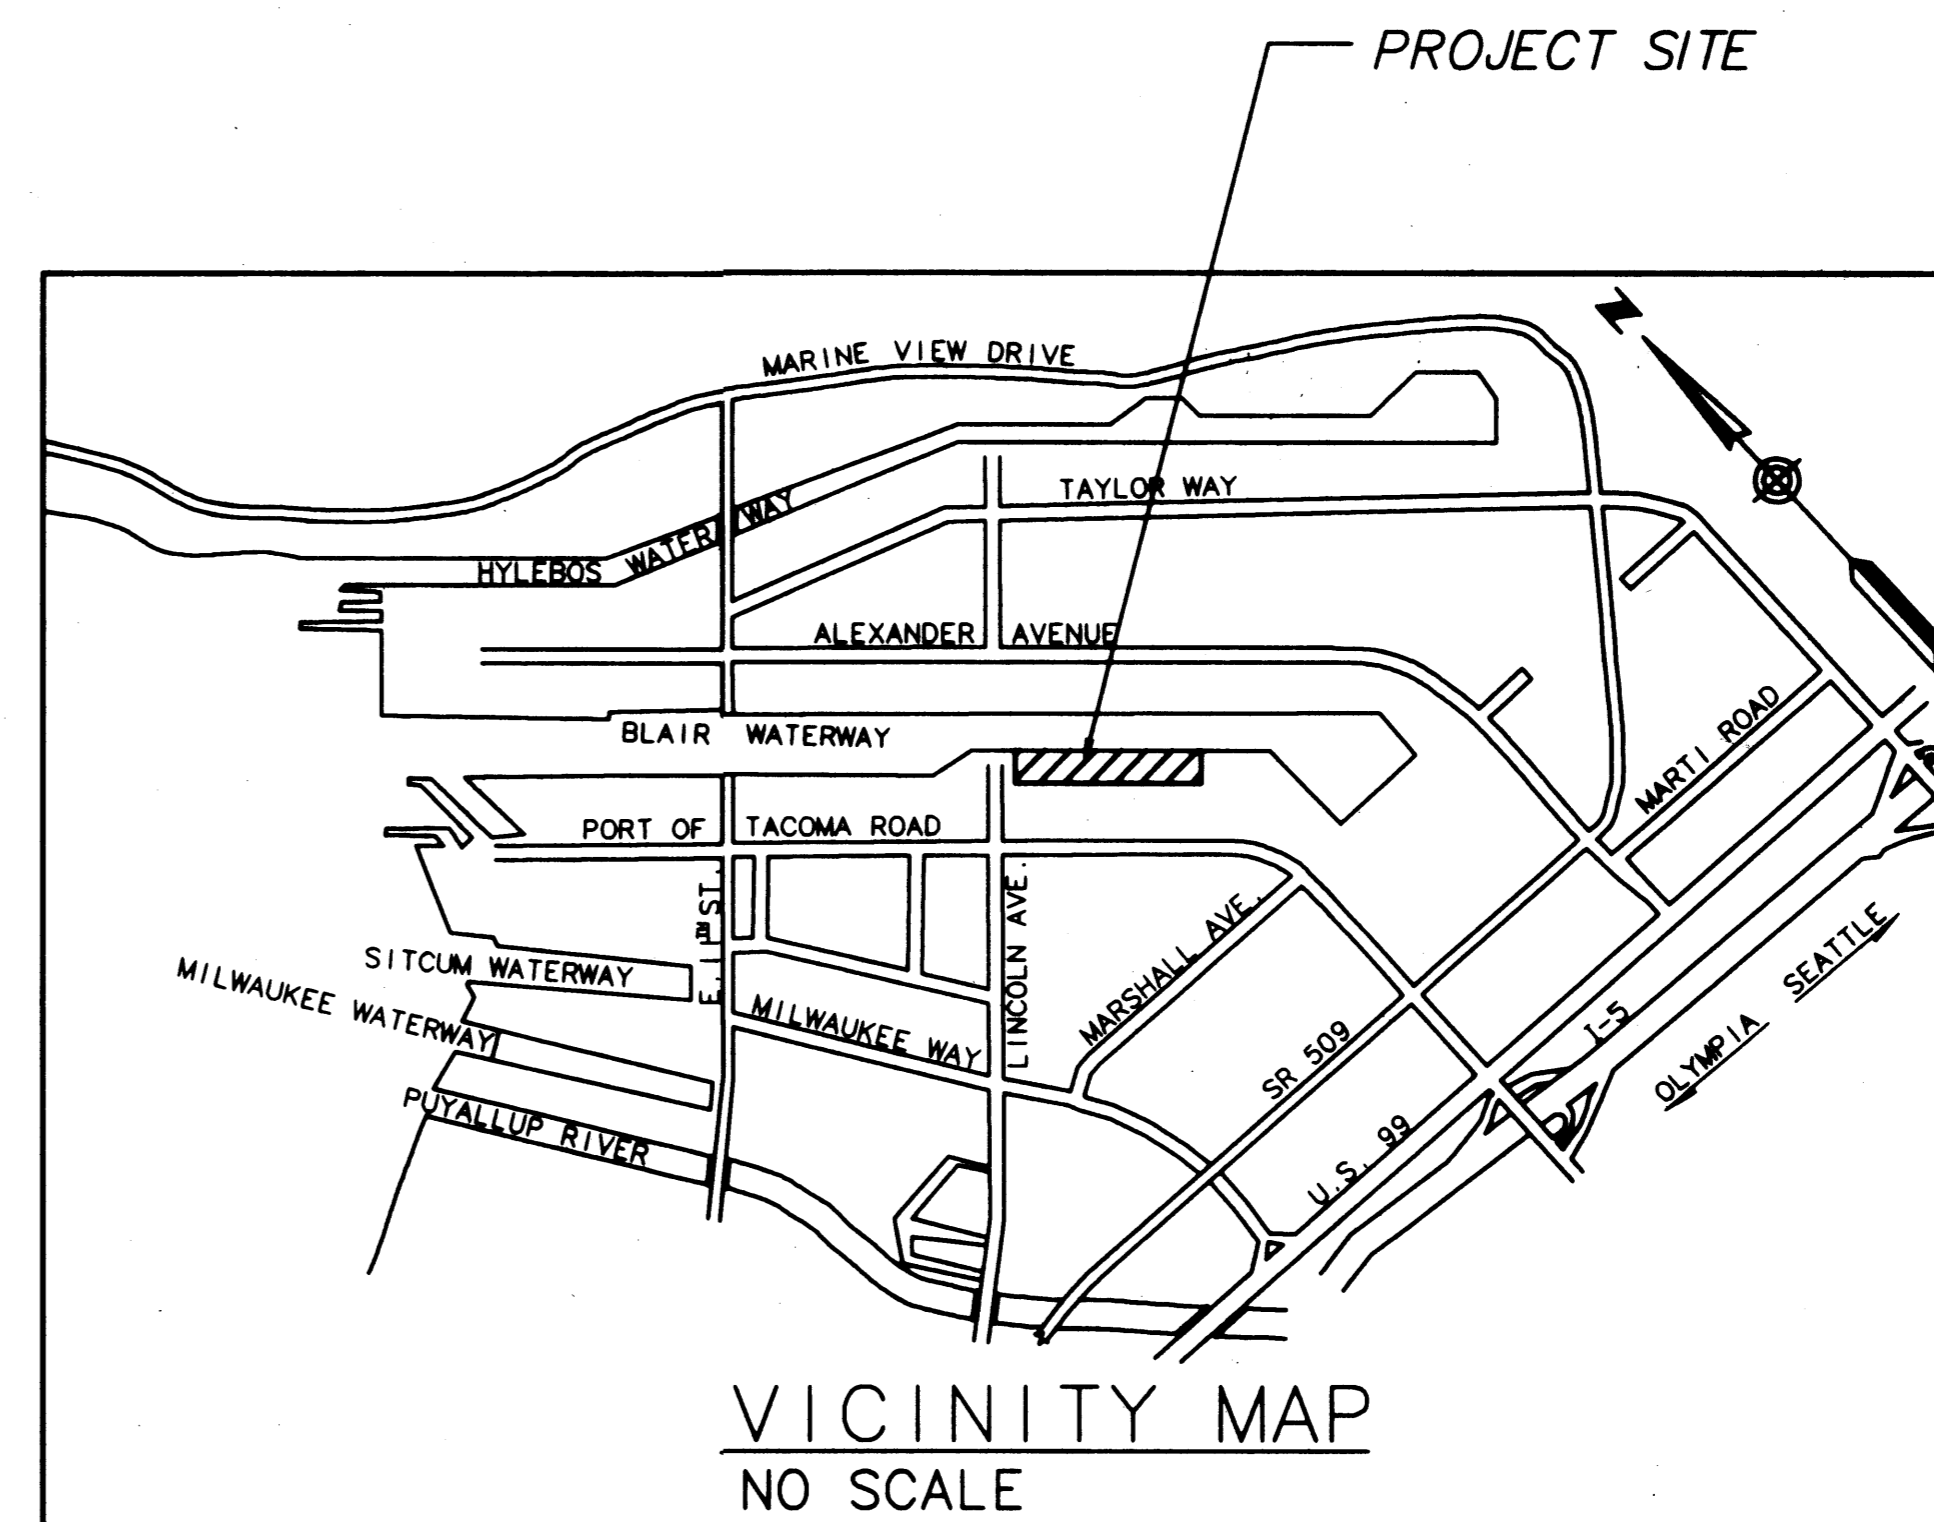 PROJECT SITE
N
MARINE VIEW DRIVE
TAYLOR WAY
HYLEBOS WATERWAY
ALEXANDER AVENUE
BLAIR WATERWAY
MARTI ROAD
PORT OF TACOMA ROAD
E. 11TH ST.
LINCOLN AVE.
MARSHALL AVE.
SITCUM WATERWAY
MILWAUKEE WATERWAY
MILWAUKEE WAY
SEATTLE
I-5
OLYMPIA
SR 509
PUYALLUP RIVER
U.S. 99
VICINITY MAP
NO SCALE